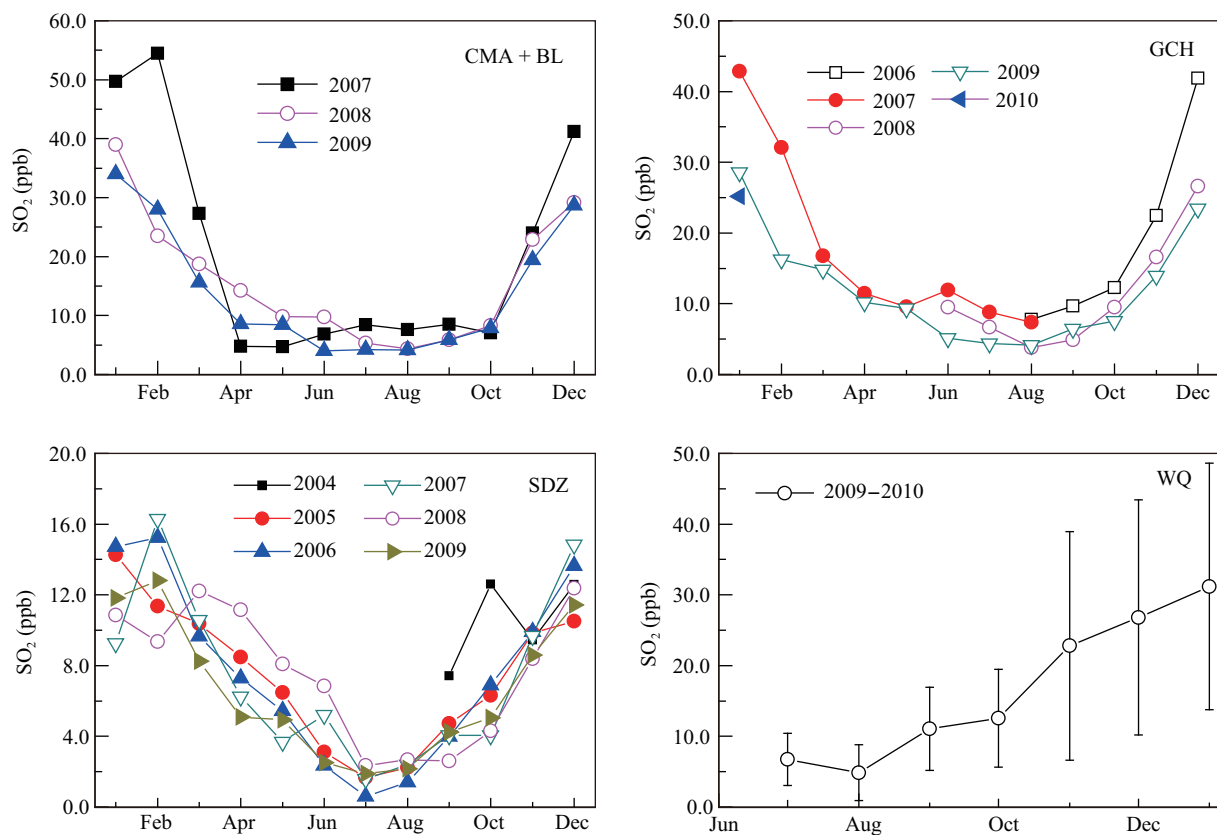 60.0
50.0
40.0
30.0
20.0
10.0
0.0
SO2 (ppb)
CMA + BL
2007
2008
2009
Feb Apr Jun Aug Oct Dec
50.0
40.0
30.0
20.0
10.0
0.0
SO2 (ppb)
GCH
2006 2009
2007 2010
2008
Feb Apr Jun Aug Oct Dec
20.0
16.0
12.0
8.0
4.0
0.0
SO2 (ppb)
SDZ
2004 2007
2005 2008
2006 2009
Feb Apr Jun Aug Oct Dec
50.0
40.0
30.0
20.0
10.0
0.0
SO2 (ppb)
WQ
2009−2010
Jun Aug Oct Dec